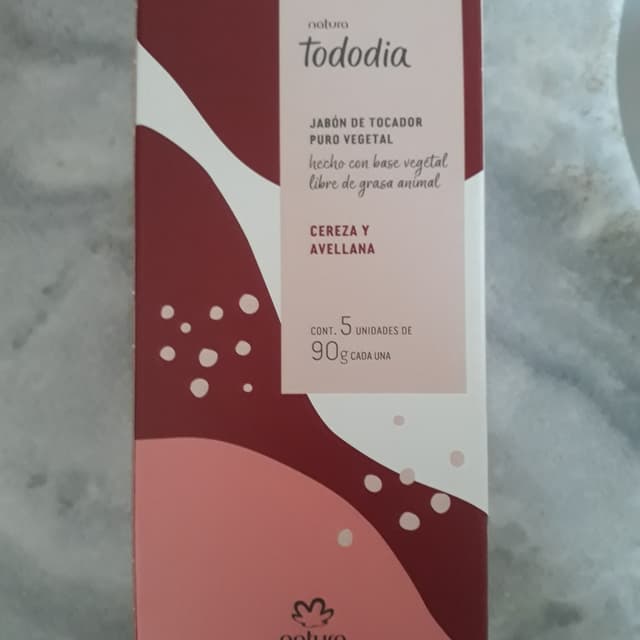 natura
Tododia
JABÓN DE TOCADOR
PURO VEGETAL
hecho con base vegetal
libre de grasa animal
CEREZA Y
AVELLANA
CONT. 5 UNIDADES DE
90g CADA UNA
natura